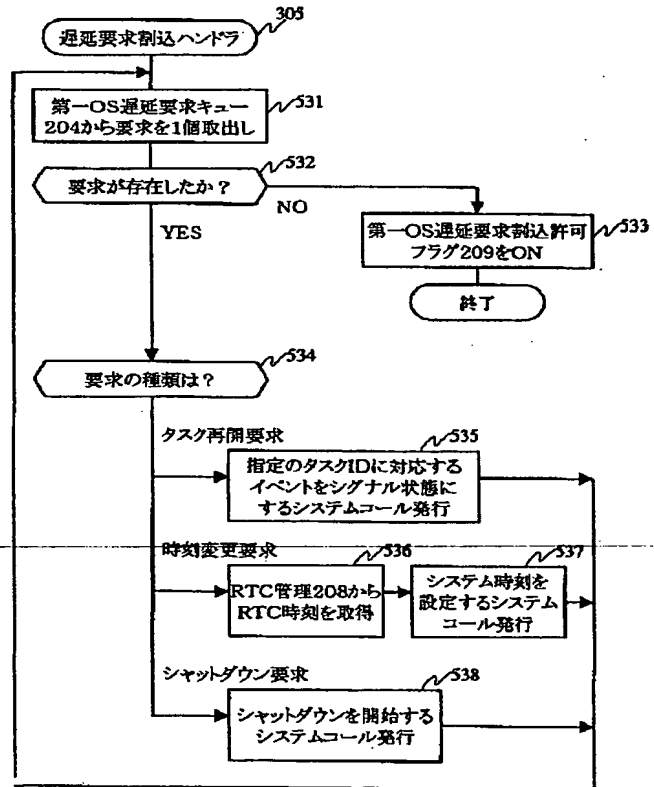 遅延要求割込ハンドラ
305
第一OS遅延要求キュー
204から要求を1個取出し
531
要求が存在したか？
532
NO
YES
第一OS遅延要求割込許可
フラグ209をON
533
終了
要求の種類は？
534
タスク再開要求
535
指定のタスクIDに対応する
イベントをシグナル状態に
するシステムコール発行
時刻変更要求
536
RTC管理208から
RTC時刻を取得
537
システム時刻を
設定するシステム
コール発行
シャットダウン要求
538
シャットダウンを開始する
システムコール発行